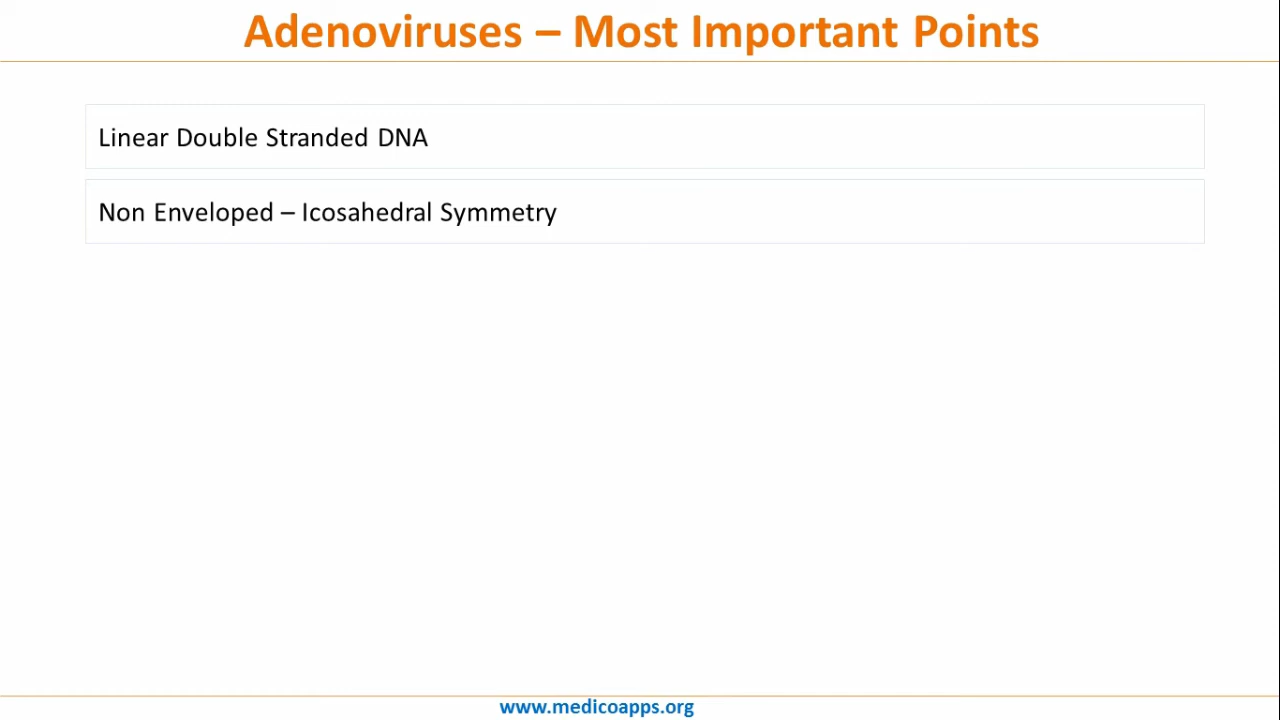 Adenoviruses – Most Important Points
Linear Double Stranded DNA
Non Enveloped – Icosahedral Symmetry
www.medicoapps.org